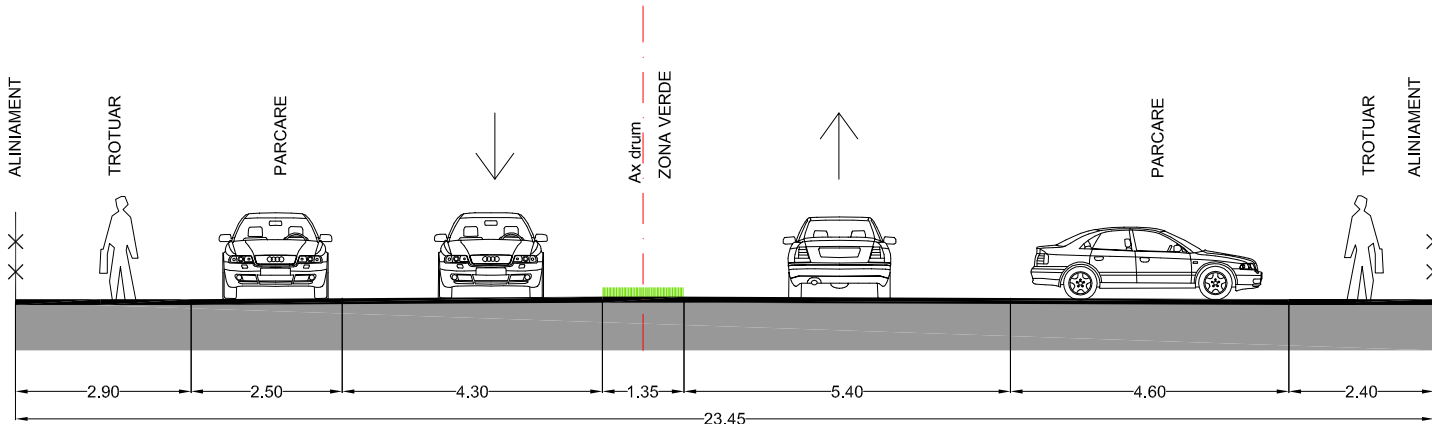 ALINIAMENT
TROTUAR
PARCARE
Ax drum
ZONA VERDE
PARCARE
TROTUAR
ALINIAMENT
2.90
2.50
4.30
1.35
5.40
4.60
2.40
23.45